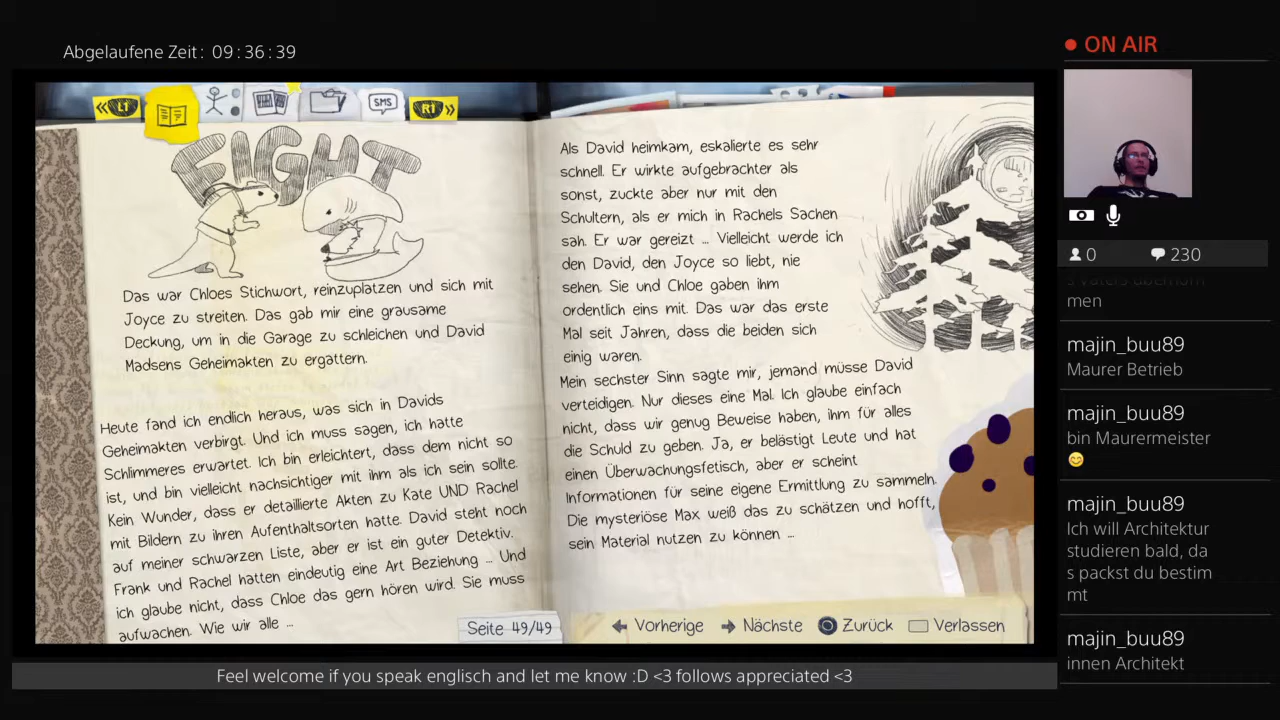 Abgelaufene Zeit: 09:36:39
ON AIR
L1
SMS
R1
FIGHT
Das war Chloes Stichwort, reinzuplatzen und sich mit
Joyce zu streiten. Das gab mir eine grausame
Deckung, um in die Garage zu schleichen und David
Madsens Geheimakten zu ergattern.
Heute fand ich endlich heraus, was sich in Davids
Geheimakten verbirgt. Und ich muss sagen, ich hatte
Schlimmeres erwartet. Ich bin erleichtert, dass dem nicht so
ist, und bin vielleicht nachsichtiger mit ihm als ich sein sollte.
Kein Wunder, dass er detaillierte Akten zu Kate UND Rachel
mit Bildern zu ihren Aufenthaltsorten hatte. David steht noch
auf meiner schwarzen Liste, aber er ist ein guter Detektiv.
Frank und Rachel hatten eindeutig eine Art Beziehung ... Und
ich glaube nicht, dass Chloe das gern hören wird. Sie muss
aufwachen. Wie wir alle ...
Als David heimkam, eskalierte es sehr
schnell. Er wirkte aufgebrachter als
sonst, zuckte aber nur mit den
Schultern, als er mich in Rachels Sachen
sah. Er war gereizt ... Vielleicht werde ich
den David, den Joyce so liebt, nie
sehen. Sie und Chloe gaben ihm
ordentlich eins mit. Das war das erste
Mal seit Jahren, dass die beiden sich
einig waren.
Mein sechster Sinn sagte mir, jemand müsse David
verteidigen. Nur dieses eine Mal. Ich glaube einfach
nicht, dass wir genug Beweise haben, ihm für alles
die Schuld zu geben. Ja, er belästigt Leute und hat
einen Überwachungsfetisch, aber er scheint
Informationen für seine eigene Ermittlung zu sammeln.
Die mysteriöse Max weiß das zu schätzen und hofft,
sein Material nutzen zu können ...
Seite 49/49
Vorherige Nächste Zurück Verlassen
0 230
s Vaters übernom
men
majin_buu89
Maurer Betrieb
majin_buu89
bin Maurermeister
😊
majin_buu89
Ich will Architektur
studieren bald, da
s packst du bestim
mt
majin_buu89
innen Architekt
Feel welcome if you speak englisch and let me know :D <3 follows appreciated <3